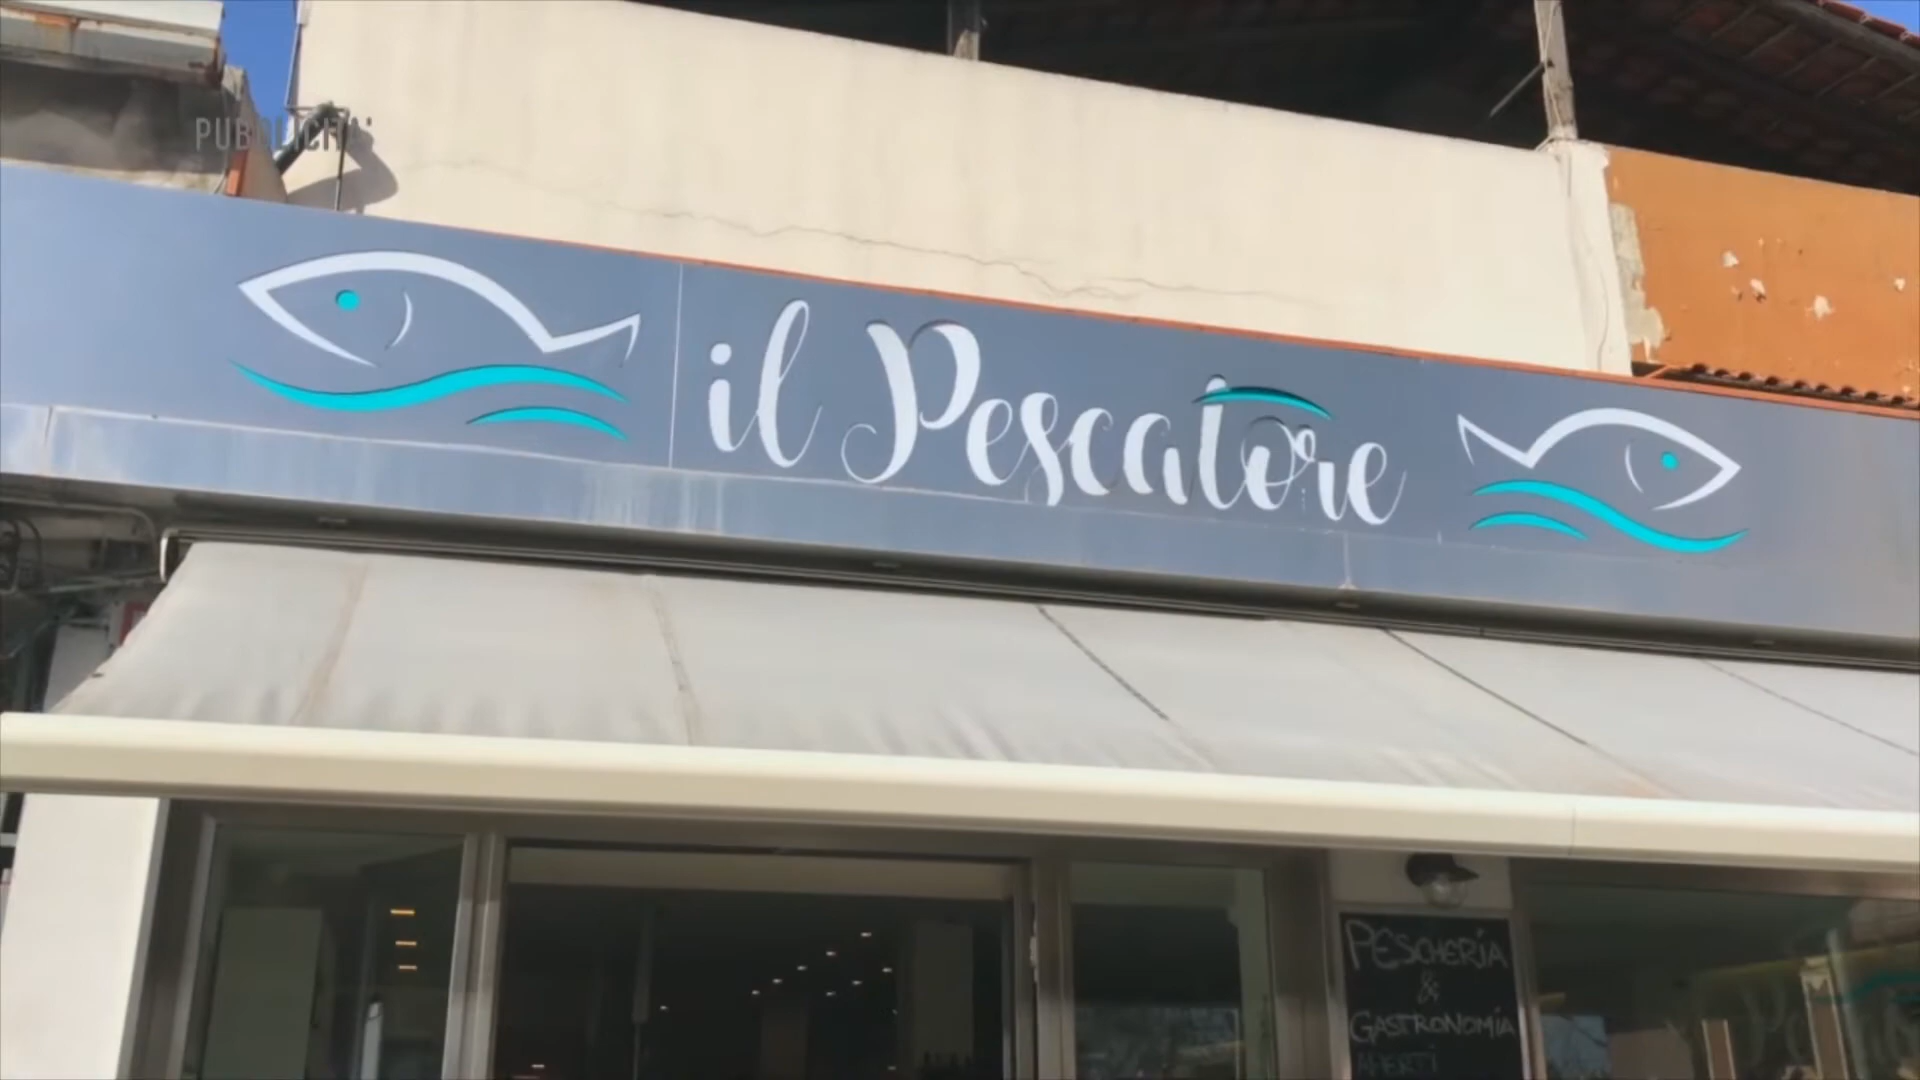 PUBBLICITA'
il Pescatore
PESCHERIA
&
GASTRONOMIA
APERTI